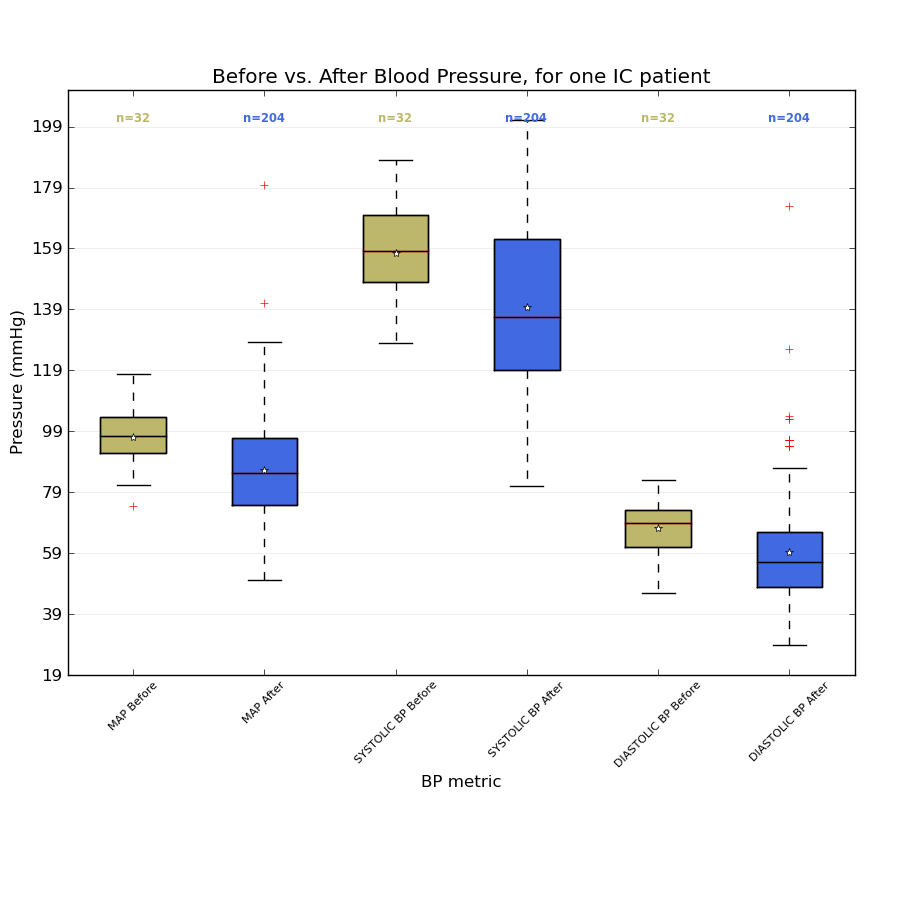 Before vs. After Blood Pressure, for one IC patient
n=32 n=204 n=32 n=204 n=32 n=204
199
179
159
139
119
99
79
59
39
19
Pressure (mmHg)
MAP Before
MAP After
SYSTOLIC BP Before
SYSTOLIC BP After
DIASTOLIC BP Before
DIASTOLIC BP After
BP metric